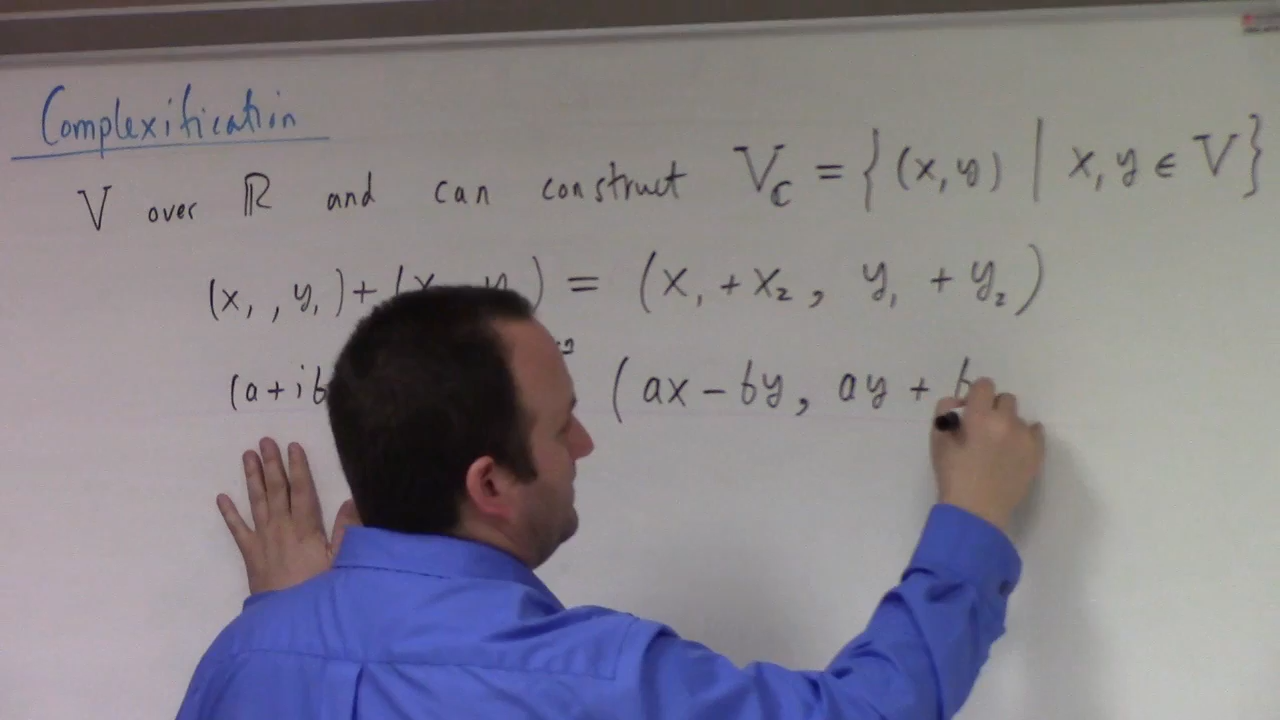 Complexification
V over ℝ and can construct V_C = { (x, y) | x, y ∈ V }
(x₁, y₁) + (x y ) = (x₁ + x₂, y₁ + y₂)
(a + ib (ax - by, ay + b